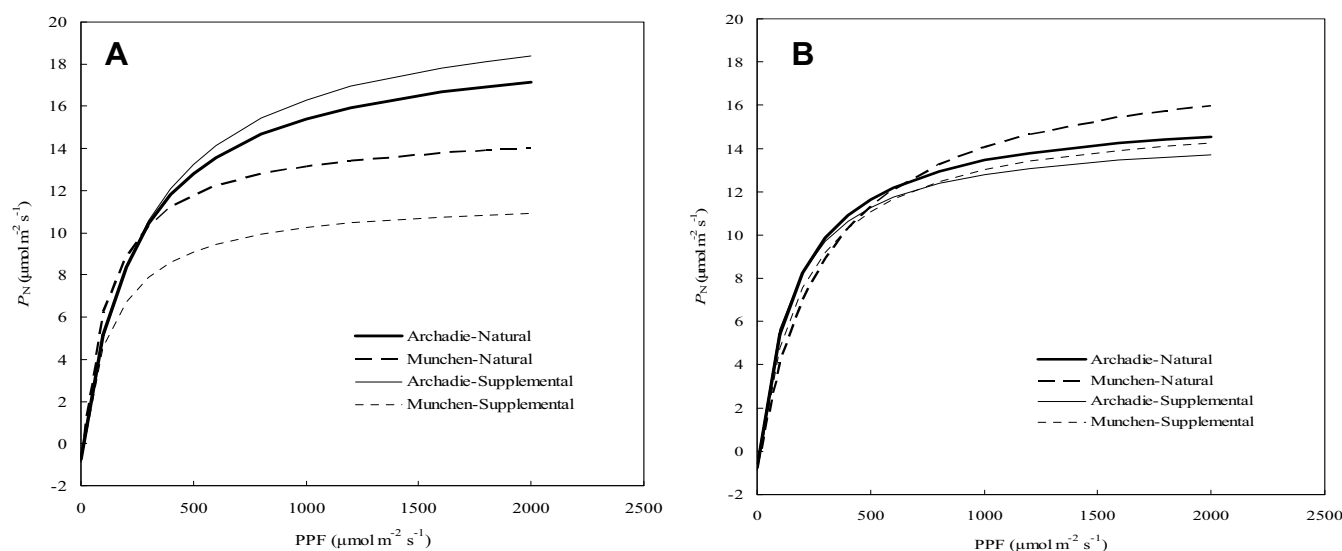 A
20
18
16
14
12
10
8
6
4
2
0
-2
P_N (μmol m⁻² s⁻¹)
Archadie-Natural
Munchen-Natural
Archadie-Supplemental
Munchen-Supplemental
0 500 1000 1500 2000 2500
PPF (μmol m⁻² s⁻¹)
B
20
18
16
14
12
10
8
6
4
2
0
-2
P_N (μmol m⁻² s⁻¹)
Archadie-Natural
Munchen-Natural
Archadie-Supplemental
Munchen-Supplemental
0 500 1000 1500 2000 2500
PPF (μmol m⁻² s⁻¹)